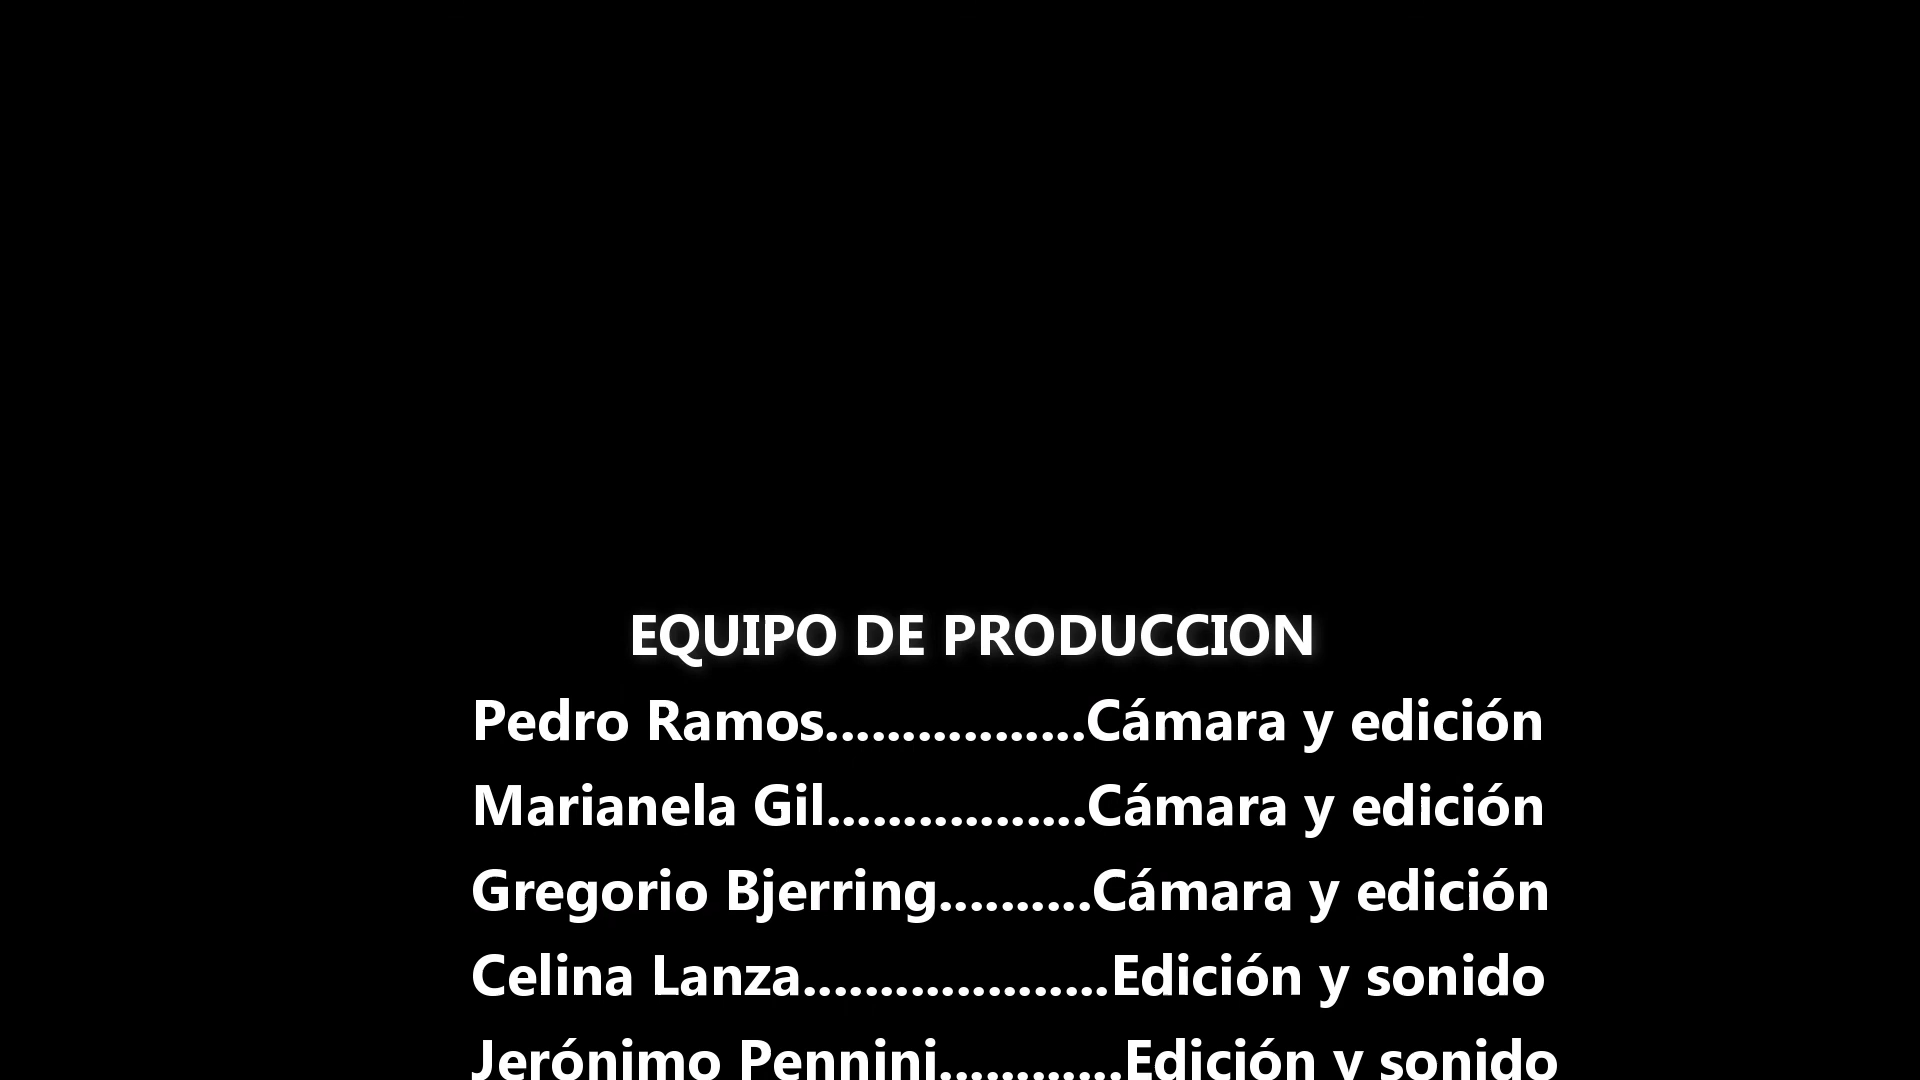 EQUIPO DE PRODUCCION
Pedro Ramos.................Cámara y edición
Marianela Gil.................Cámara y edición
Gregorio Bjerring..........Cámara y edición
Celina Lanza....................Edición y sonido
Jerónimo Pennini............Edición y sonido